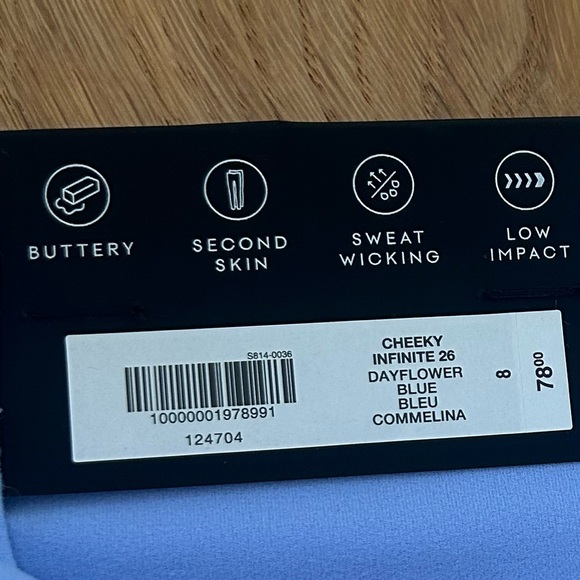 BUTTERY
SECOND
SKIN
SWEAT
WICKING
LOW
IMPACT
S814-0036
10000001978991
124704
CHEEKY
INFINITE 26
DAYFLOWER
BLUE
BLEU
COMMELINA
8
7800